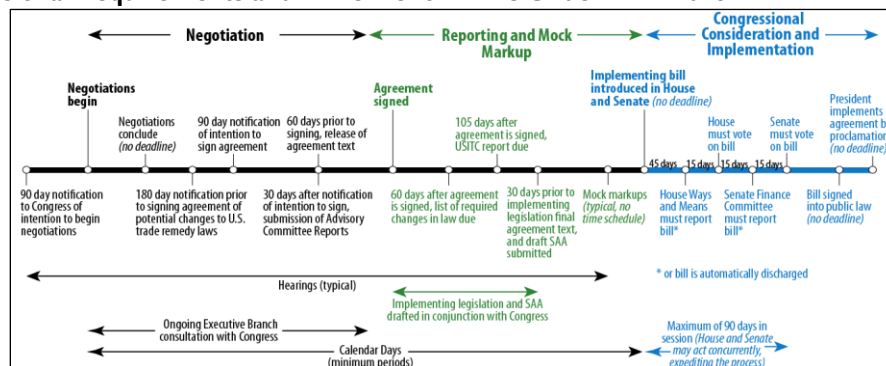 Negotiation
Reporting and Mock
Markup
Congressional
Consideration and
Implementation
Negotiations
begin
Agreement
signed
Implementing bill
introduced in House
and Senate (no deadline)
Negotiations
conclude
(no deadline)
90 day notification
of intention to
sign agreement
60 days prior to
signing, release of
agreement text
105 days after
agreement is signed,
USITC report
due
House
must vote
on bill
Senate
must vote
on bill
President
implements
agreement b
proclamation
(no deadline)
45 days
15 days
15 days
15 days
90 day notification
to Congress of
intention to begin
negotiations
180 day notification prior
to signing agreement of
potential changes to U.S.
trade remedy laws
30 days after notification
of intention to sign,
submission of Advisory
Committee Reports
60 days after agreement
is signed, list of required
changes in law due
30 days prior to
implementing
legislation final
agreement text,
and draft SAA
submitted
Mock markups
(typical, no
time schedule)
House Ways
and Means
must report
bill*
Senate Finance
Committee
must report
bill*
Bill signed
into public law
(no deadline)
Hearings (typical)
* or bill is automatically discharged
Implementing legislation and SAA
drafted in conjunction with Congress
Ongoing Executive Branch
consultation with Congress
Maximum of 90 days in
session (House and Senate
may act concurrently,
expediting the process)
Calendar Days
(minimum periods)